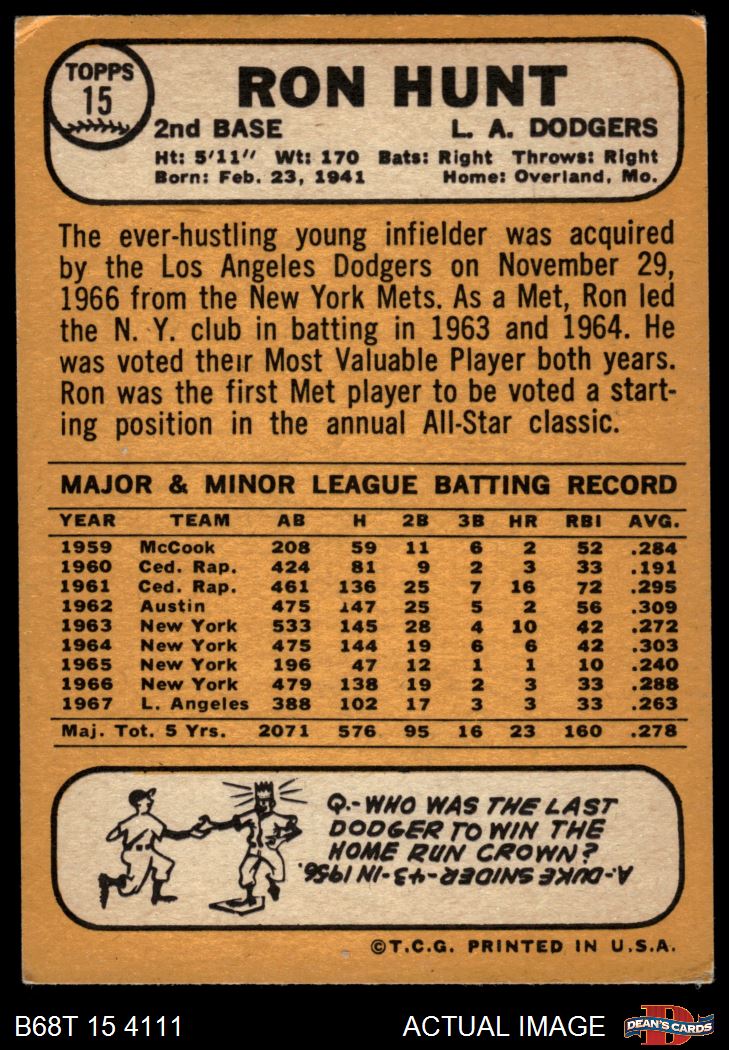 TOPPS
15
RON HUNT
2nd BASE L. A. DODGERS
Ht: 5'11" Wt: 170 Bats: Right Throws: Right
Born: Feb. 23, 1941 Home: Overland, Mo.
The ever-hustling young infielder was acquired
by the Los Angeles Dodgers on November 29,
1966 from the New York Mets. As a Met, Ron led
the N. Y. club in batting in 1963 and 1964. He
was voted their Most Valuable Player both years.
Ron was the first Met player to be voted a start-
ing position in the annual All-Star classic.
MAJOR & MINOR LEAGUE BATTING RECORD
YEAR TEAM AB H 2B 3B HR RBI AVG.
1959 McCook 208 59 11 6 2 52 .284
1960 Ced. Rap. 424 81 9 2 3 33 .191
1961 Ced. Rap. 461 136 25 7 16 72 .295
1962 Austin 475 147 25 5 2 56 .309
1963 New York 533 145 28 4 10 42 .272
1964 New York 475 144 19 6 6 42 .303
1965 New York 196 47 12 1 1 10 .240
1966 New York 479 138 19 2 3 33 .288
1967 L. Angeles 388 102 17 3 3 33 .263
Maj. Tot. 5 Yrs. 2071 576 95 16 23 160 .278
Q.-WHO WAS THE LAST
DODGER TO WIN THE
HOME RUN CROWN?
A.-DUKE SNIDER-43-IN 1956.
©T.C.G. PRINTED IN U.S.A.
B68T 15 4111 ACTUAL IMAGE DEAN'S CARDS